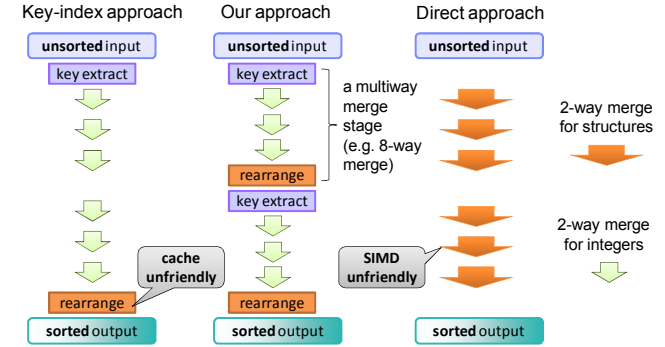 Key-index approach
Our approach
Direct approach
unsorted input
unsorted input
unsorted input
key extract
key extract
a multiway
merge
stage
(e.g. 8-way
merge)
2-way merge
for structures
rearrange
key extract
2-way merge
for integers
cache
unfriendly
SIMD
unfriendly
rearrange
rearrange
sorted output
sorted output
sorted output